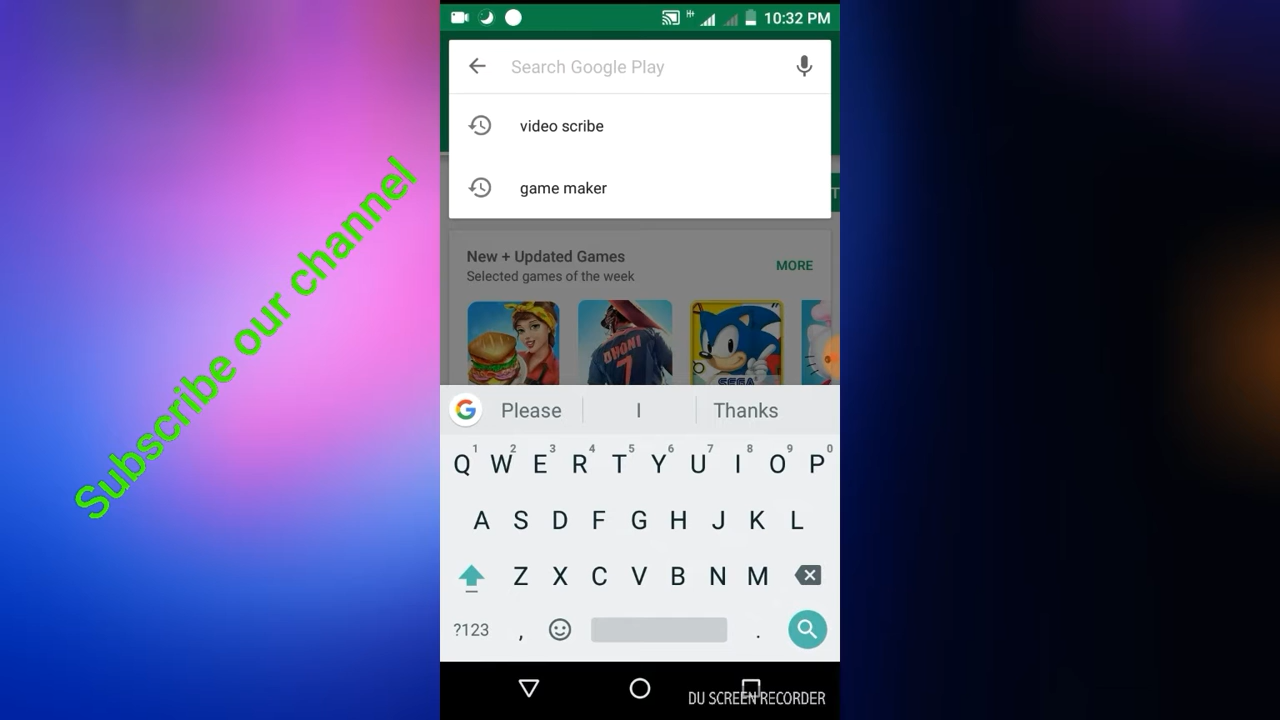 Subscribe our channel
10:32 PM
Search Google Play
video scribe
game maker
New + Updated Games
Selected games of the week
MORE
DHONI
7
SEGA
Please I Thanks
1 2 3 4 5 6 7 8 9 0
Q W E R T Y U I O P
A S D F G H J K L
Z X C V B N M
?123 , .
DU SCREEN RECORDER